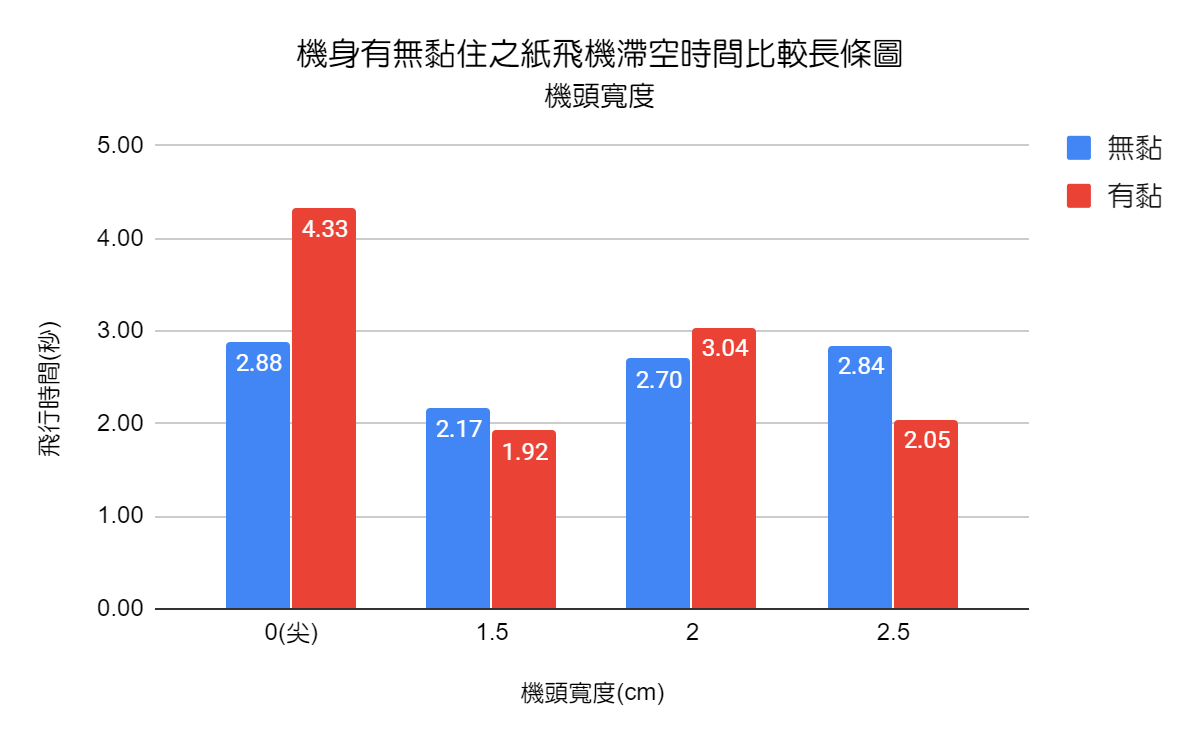 機身有無黏住之紙飛機滯空時間比較長條圖
機頭寬度
無黏
有黏
5.00
4.00
3.00
2.00
1.00
0.00
飛行時間(秒)
2.88
4.33
2.17
1.92
2.70
3.04
2.84
2.05
0(尖)
1.5
2
2.5
機頭寬度(cm)